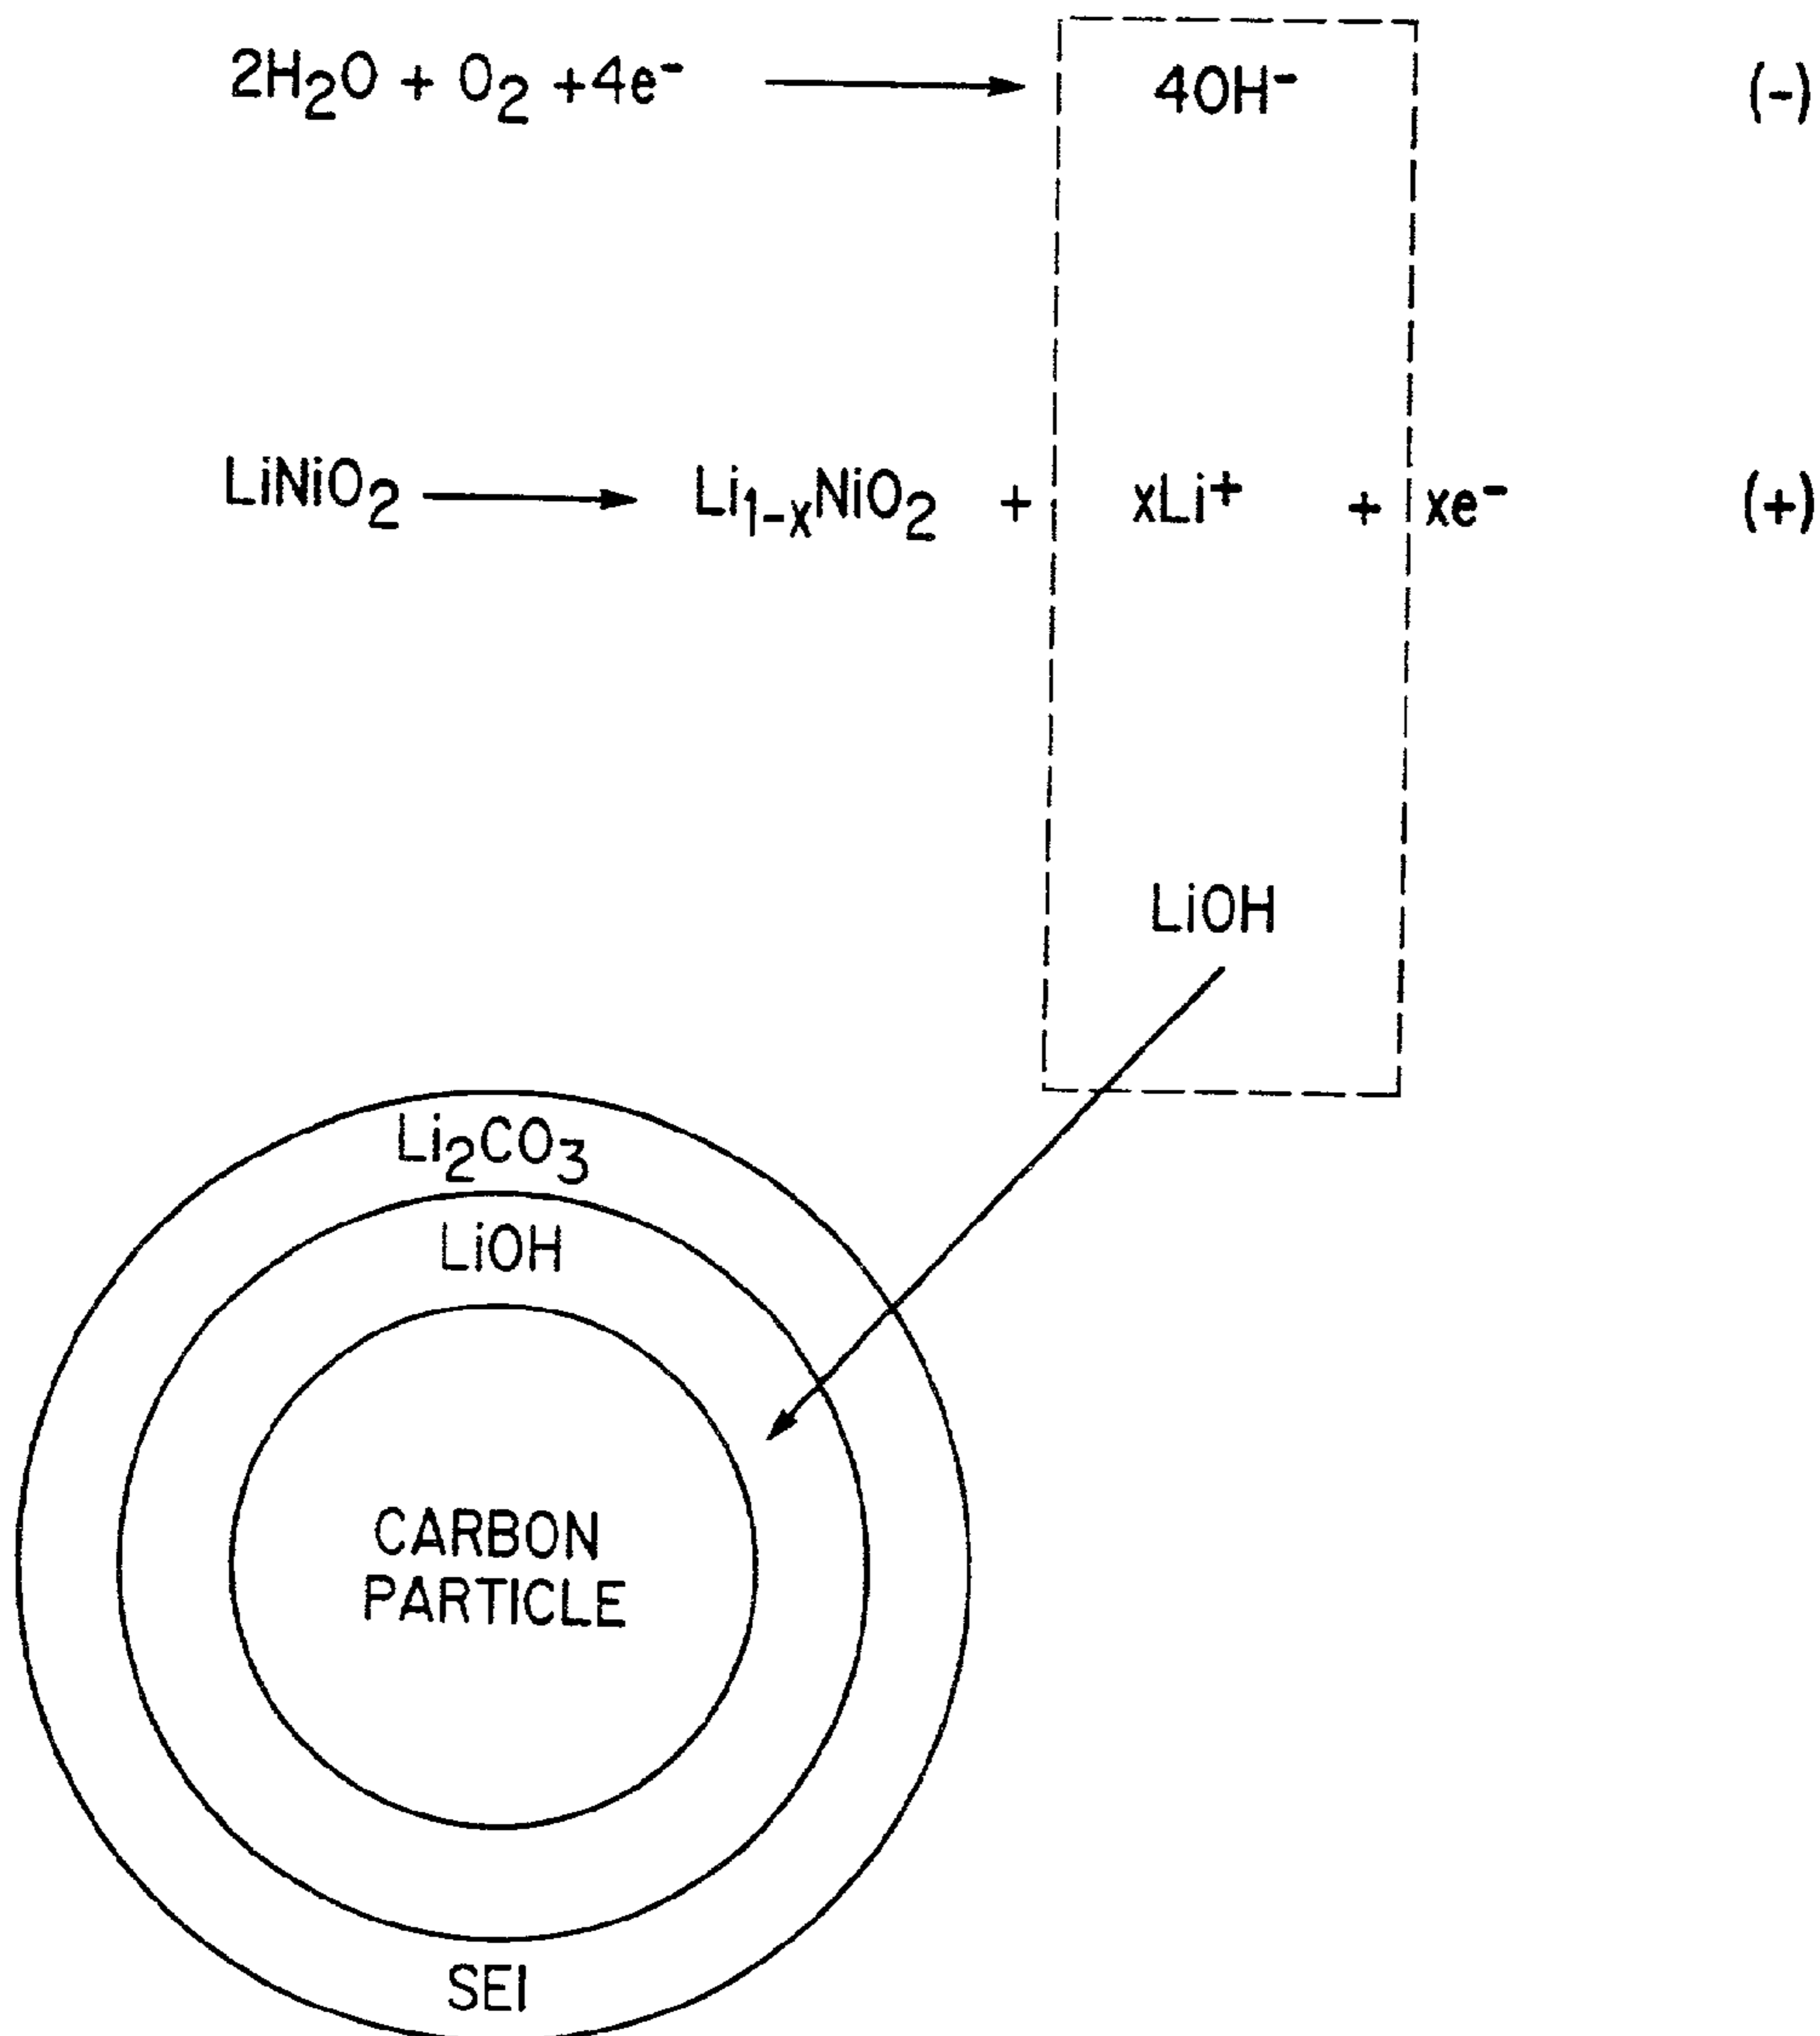 2H₂O + O₂ +4e⁻ ⟶ 4OH⁻ (-)
LiNiO₂ ⟶ Li₁₋ₓNiO₂ + xLi⁺ + xe⁻ (+)
LiOH
Li₂CO₃
LiOH
CARBON
PARTICLE
SEI